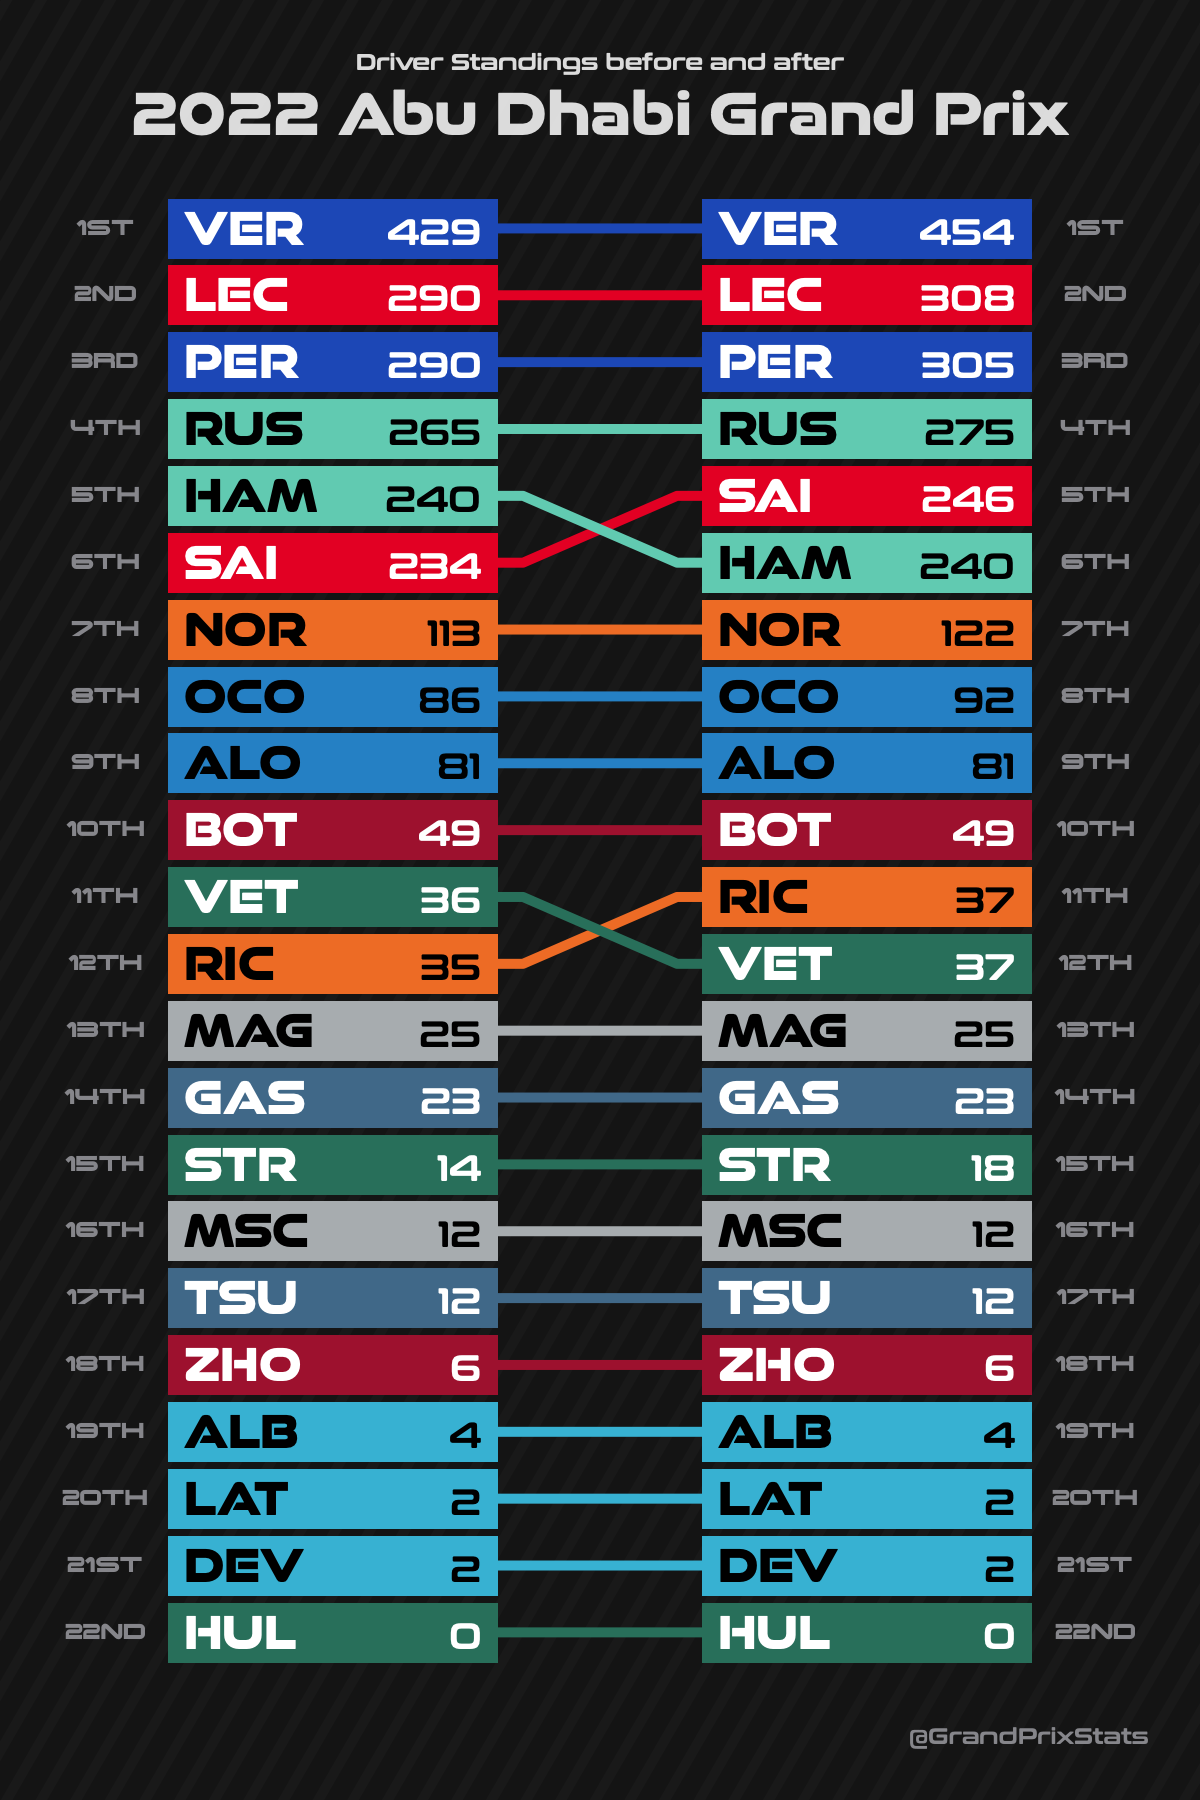 Driver Standings before and after
2022 Abu Dhabi Grand Prix
1ST VER 429 VER 454 1ST
2ND LEC 290 LEC 308 2ND
3RD PER 290 PER 305 3RD
4TH RUS 265 RUS 275 4TH
5TH HAM 240 SAI 246 5TH
6TH SAI 234 HAM 240 6TH
7TH NOR 113 NOR 122 7TH
8TH OCO 86 OCO 92 8TH
9TH ALO 81 ALO 81 9TH
10TH BOT 49 BOT 49 10TH
11TH VET 36 RIC 37 11TH
12TH RIC 35 VET 37 12TH
13TH MAG 25 MAG 25 13TH
14TH GAS 23 GAS 23 14TH
15TH STR 14 STR 18 15TH
16TH MSC 12 MSC 12 16TH
17TH TSU 12 TSU 12 17TH
18TH ZHO 6 ZHO 6 18TH
19TH ALB 4 ALB 4 19TH
20TH LAT 2 LAT 2 20TH
21ST DEV 2 DEV 2 21ST
22ND HUL 0 HUL 0 22ND
@GrandPrixStats